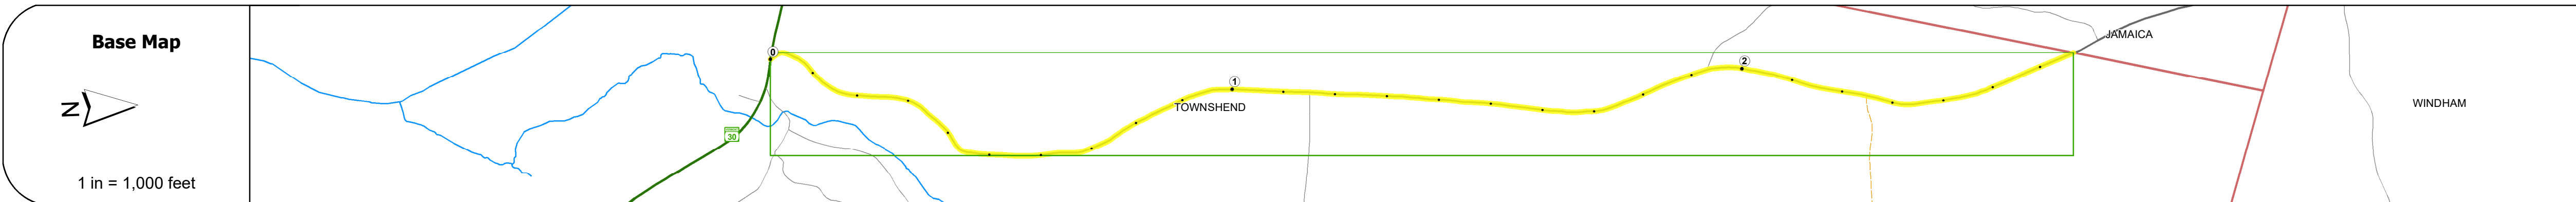 Base Map
N
1 in = 1,000 feet
0
30
1
TOWNSHEND
2
JAMAICA
WINDHAM